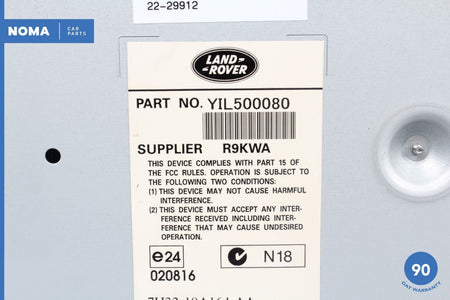 NOMA CAR PARTS
22-29912
LAND-ROVER
PART NO. YIL500080
SUPPLIER R9KWA
THIS DEVICE COMPLIES WITH PART 15 OF
THE FCC RULES. OPERATION IS SUBJECT TO
THE FOLLOWING TWO CONDITIONS:
(1) THIS DEVICE MAY NOT CAUSE HARMFUL
INTERFERENCE.
(2) THIS DEVICE MUST ACCEPT ANY INTER-
FERENCE RECEIVED INCLUDING INTER-
FERENCE THAT MAY CAUSE UNDESIRED
OPERATION.
e24 N18
020816
90
DAY WARRANTY